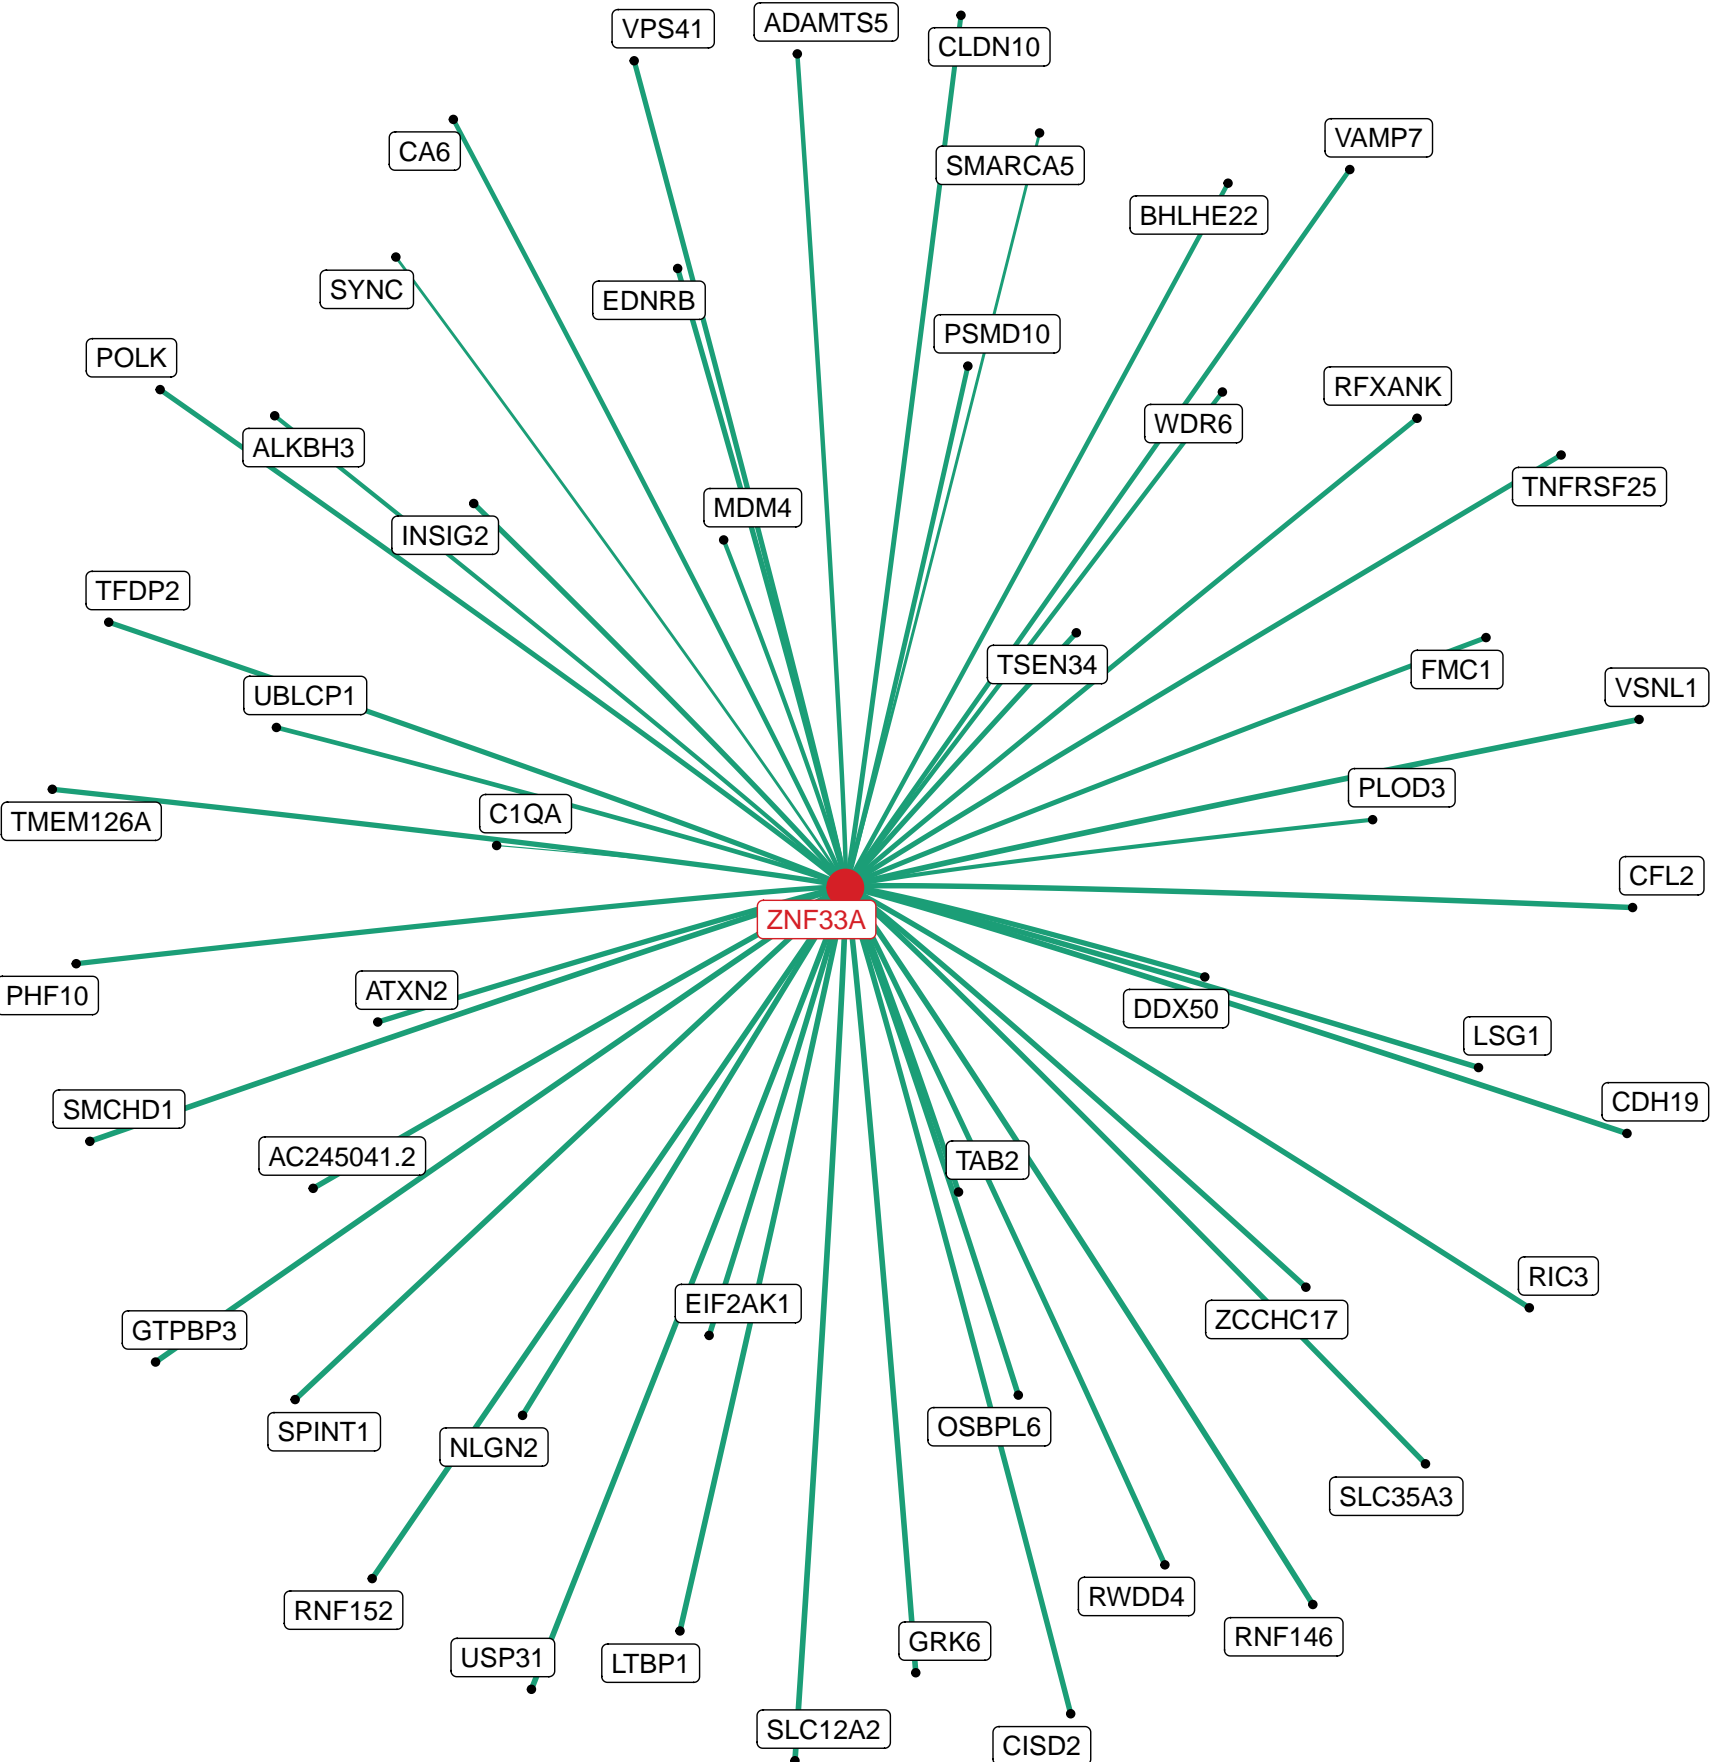 VPS41
ADAMTS5
CLDN10
VAMP7
CA6
SMARCA5
BHLHE22
SYNC
EDNRB
PSMD10
POLK
RFXANK
WDR6
ALKBH3
TNFRSF25
MDM4
INSIG2
TFDP2
TSEN34
FMC1
VSNL1
UBLCP1
PLOD3
C1QA
TMEM126A
CFL2
ZNF33A
ATXN2
PHF10
DDX50
LSG1
CDH19
SMCHD1
AC245041.2
TAB2
RIC3
EIF2AK1
ZCCHC17
GTPBP3
OSBPL6
SPINT1
NLGN2
SLC35A3
RWDD4
RNF152
RNF146
GRK6
USP31
LTBP1
SLC12A2
CISD2